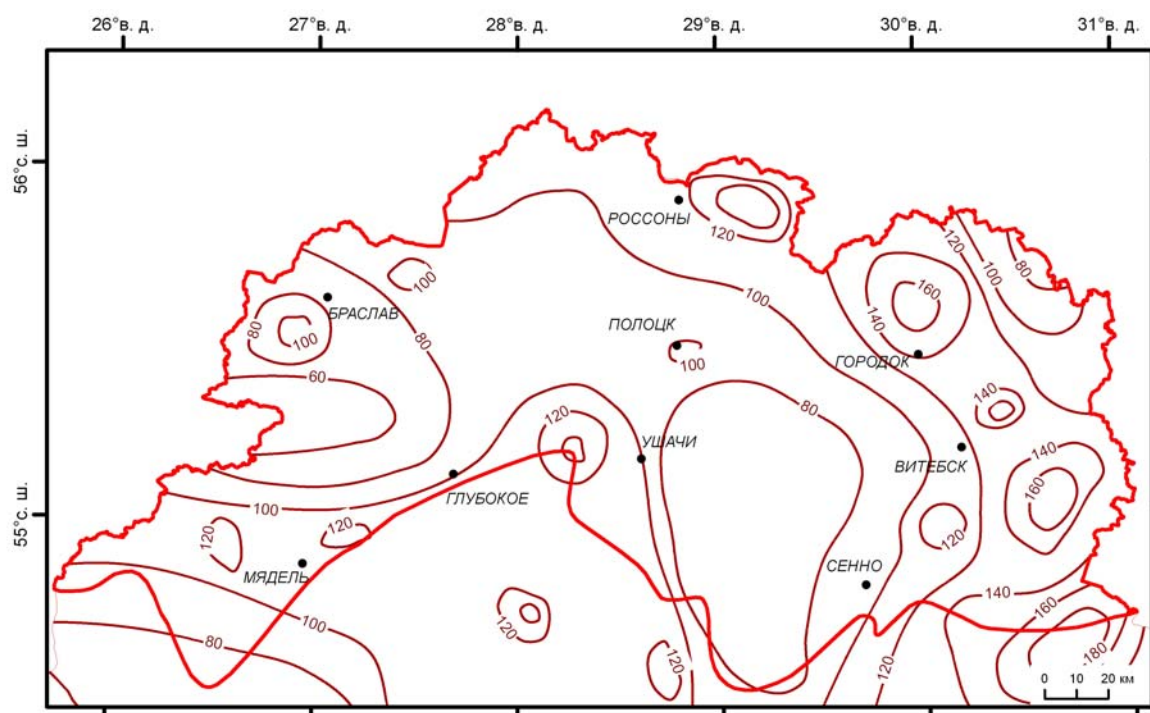 26°в. д. 27°в. д. 28°в. д. 29°в. д. 30°в. д. 31°в. д.
56°с. ш.
РОССОНЫ
120
120
100
80
160
100
100
140
80
БРАСЛАВ
100
80
ПОЛОЦК
100
ГОРОДОК
60
80
140
120
УШАЧИ
ВИТЕБСК
140
ГЛУБОКОЕ
160
55°с. ш.
100
120
120
120
МЯДЕЛЬ
СЕННО
140
100
120
160
80
120
120
180
0 10 20 км